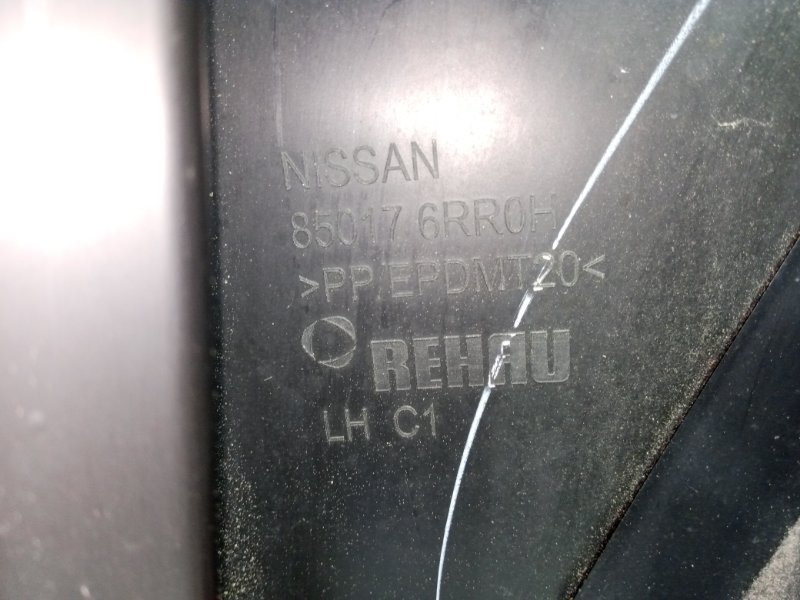 NISSAN
85017 6RR0H
>PP EPDMT20<
REHAU
LH C1